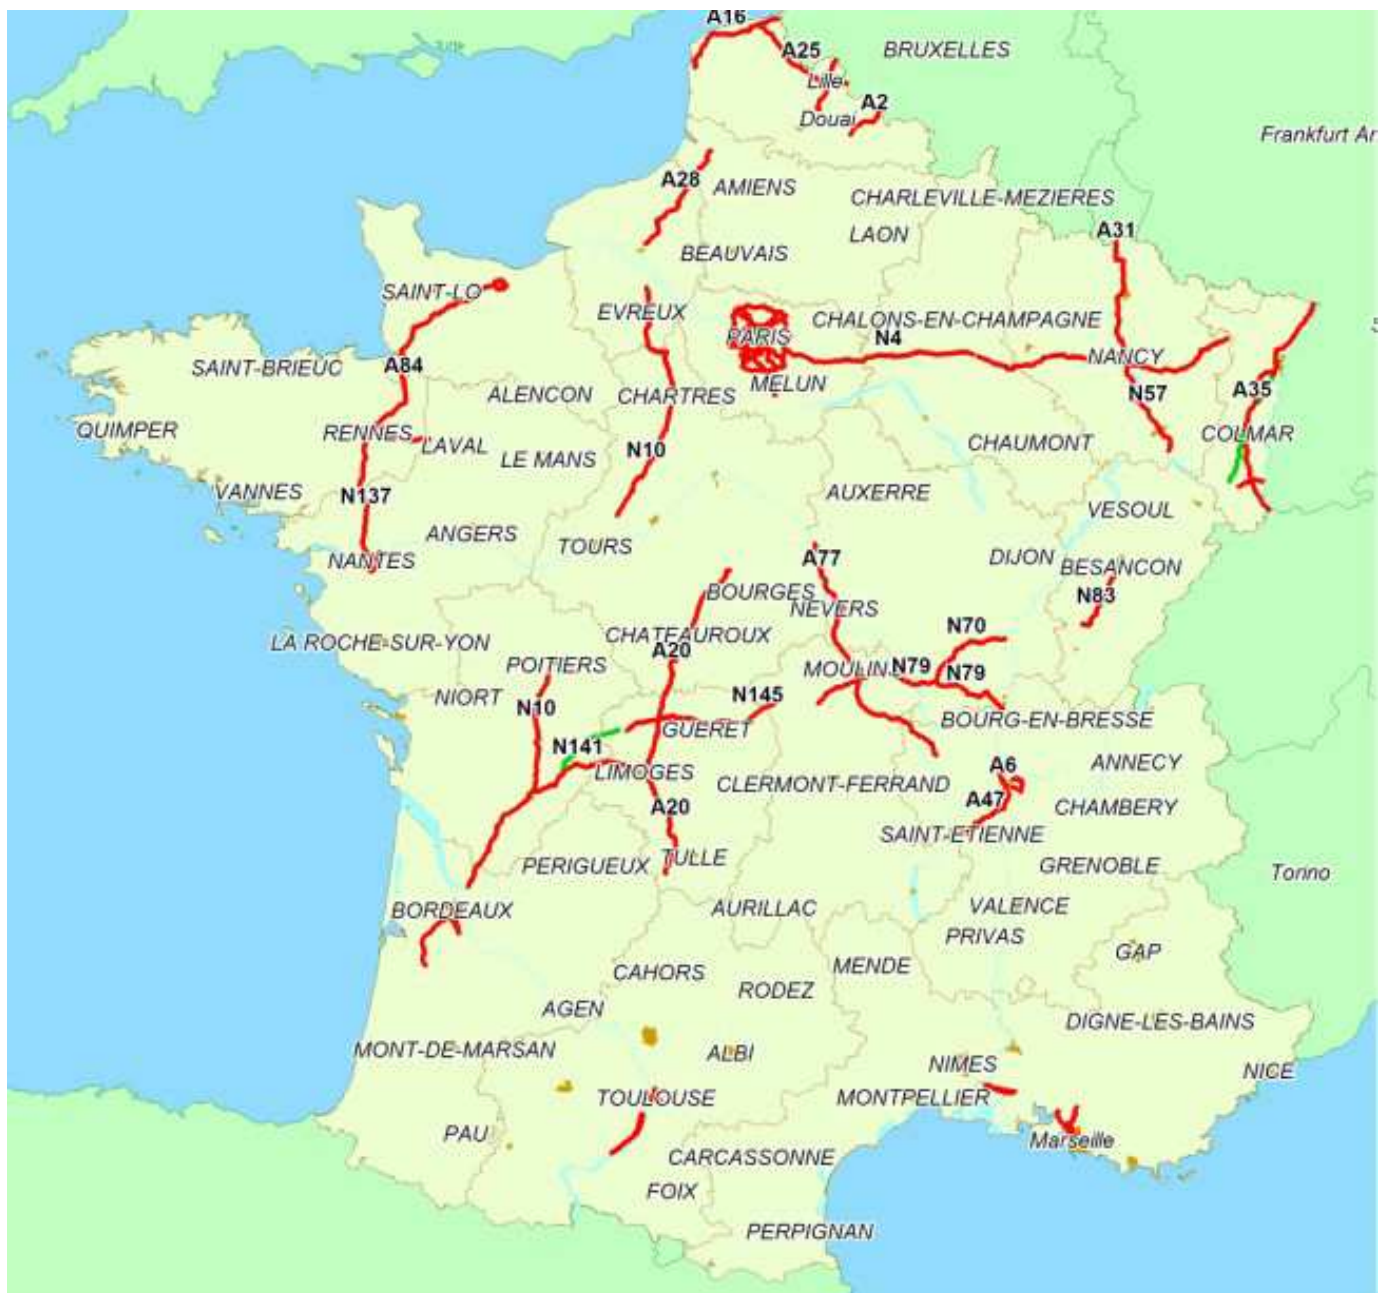 A16
A25
BRUXELLES
Lille
A2
Douai
Frankfurt Ar
A28
AMIENS
CHARLEVILLE-MEZIERES
A31
LAON
BEAUVAIS
SAINT-LO
EVREUX
CHALONS-EN-CHAMPAGNE
PARIS
N4
NANCY
SAINT-BRIEUC
A84
MELUN
ALENCON
CHARTRES
N57
A35
QUIMPER
RENNES
LAVAL
CHAUMONT
COLMAR
LE MANS
N10
VANNES
N137
AUXERRE
VESOUL
ANGERS
TOURS
NANTES
A77
DIJON
BESANCON
BOURGES
NEVERS
N83
LA ROCHE-SUR-YON
CHATEAUROUX
N70
A20
POITIERS
MOULIN
N79
N79
NIORT
N10
N145
GUERET
BOURG-EN-BRESSE
N141
LIMOGES
A6
ANNECY
CLERMONT-FERRAND
A20
A47
CHAMBERY
SAINT-ETIENNE
PERIGUEUX
TULLE
GRENOBLE
Torino
BORDEAUX
AURILLAC
VALENCE
PRIVAS
GAP
CAHORS
MENDE
RODEZ
AGEN
DIGNE-LES-BAINS
MONT-DE-MARSAN
ALBI
NIMES
NICE
TOULOUSE
MONTPELLIER
PAU
Marseille
CARCASSONNE
FOIX
PERPIGNAN